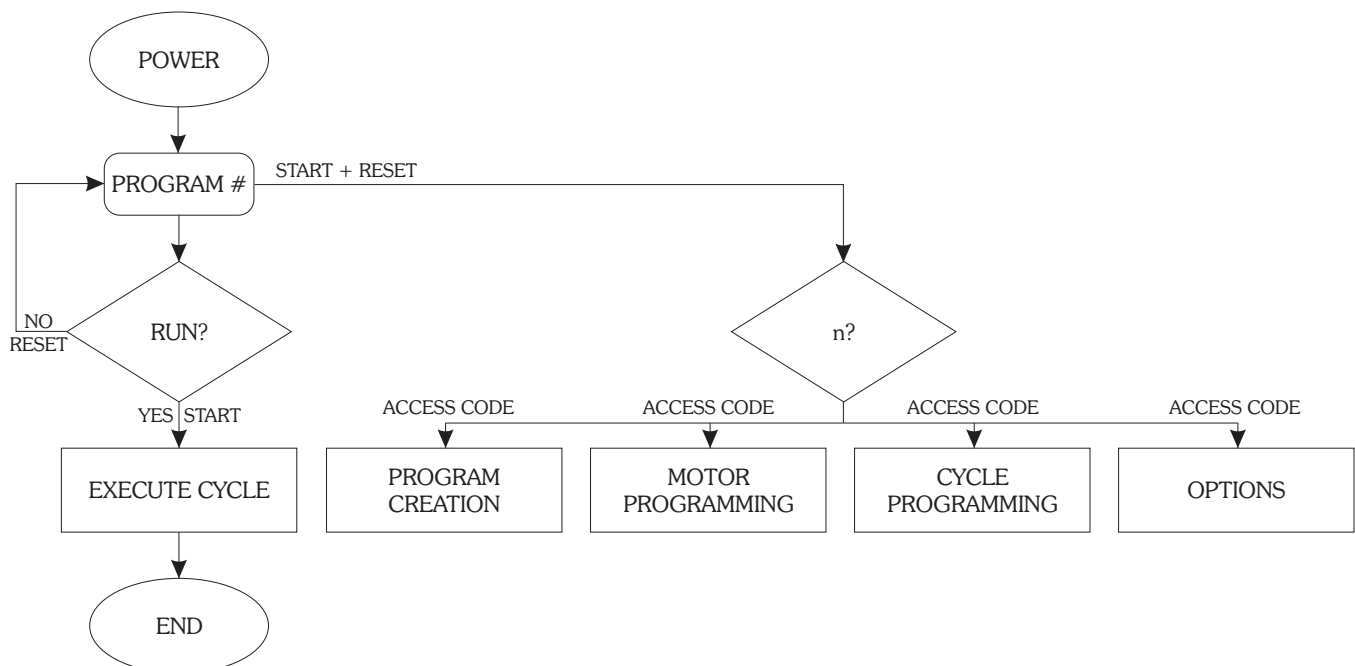 POWER
PROGRAM #
START + RESET
NO
RESET
RUN?
n?
YES START
ACCESS CODE
ACCESS CODE
ACCESS CODE
ACCESS CODE
EXECUTE CYCLE
PROGRAM
CREATION
MOTOR
PROGRAMMING
CYCLE
PROGRAMMING
OPTIONS
END